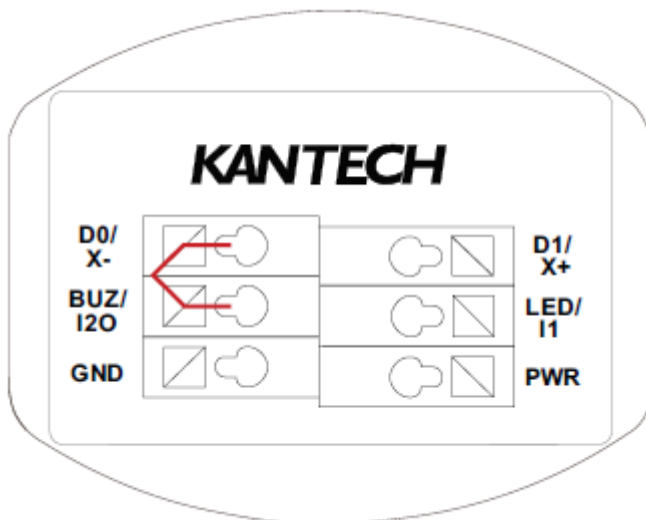 KANTECH
D0/
X-
BUZ/
I2O
GND
D1/
X+
LED/
I1
PWR